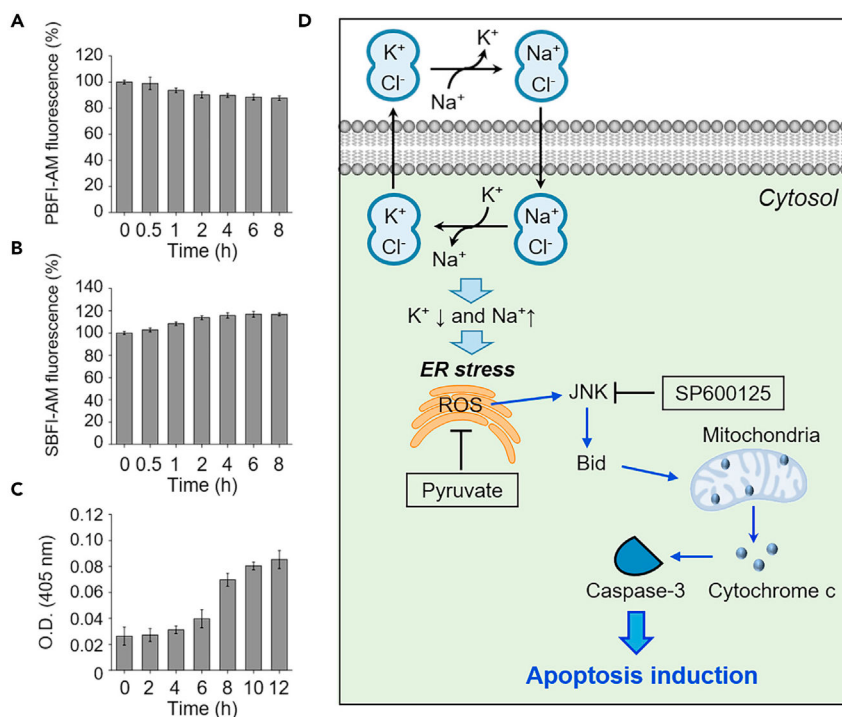 A
PBFI-AM fluorescence (%)
120
100
80
60
40
20
0
0 0.5 1 2 4 6 8
Time (h)
B
SBFI-AM fluorescence (%)
140
120
100
80
60
40
20
0
0 0.5 1 2 4 6 8
Time (h)
C
O.D. (405 nm)
0.12
0.10
0.08
0.06
0.04
0.02
0.00
0 2 4 6 8 10 12
Time (h)
D
K⁺
Cl⁻
K⁺
Na⁺
Na⁺
Cl⁻
Cytosol
K⁺
Cl⁻
K⁺
Na⁺
Na⁺
Cl⁻
K⁺ ↓ and Na⁺↑
ER stress
ROS
JNK
SP600125
Pyruvate
Bid
Mitochondria
Caspase-3
Cytochrome c
Apoptosis induction